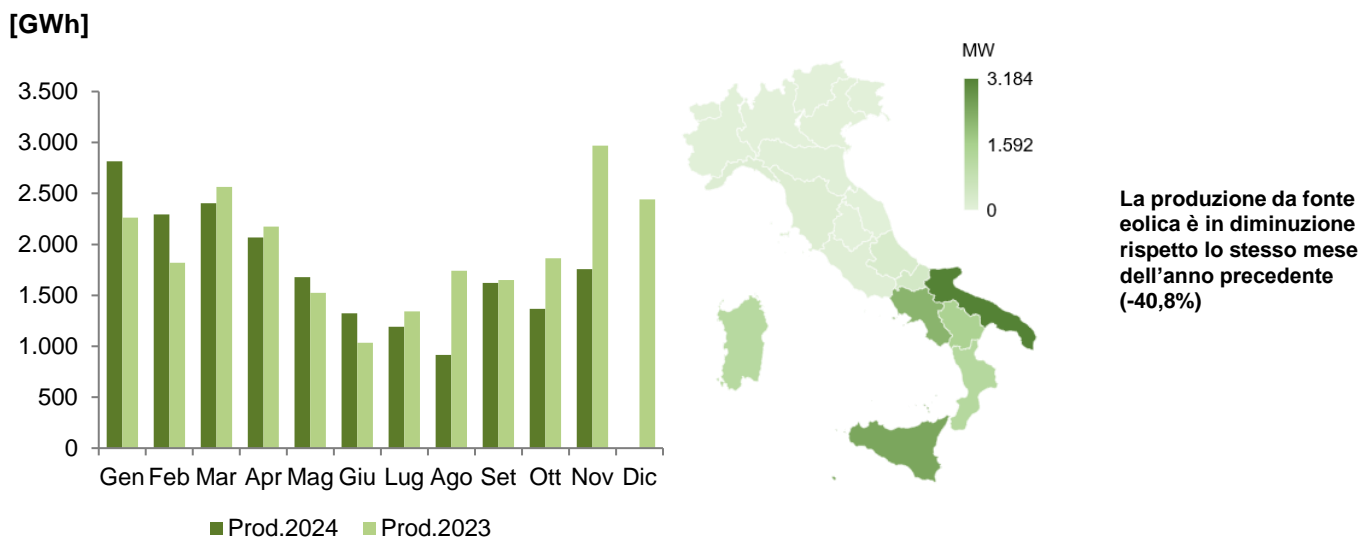 [GWh]
3.500
3.000
2.500
2.000
1.500
1.000
500
0
Gen Feb Mar Apr Mag Giu Lug Ago Set Ott Nov Dic
Prod.2024 Prod.2023
MW
3.184
1.592
0
La produzione da fonte
eolica è in diminuzione
rispetto lo stesso mese
dell’anno precedente
(-40,8%)